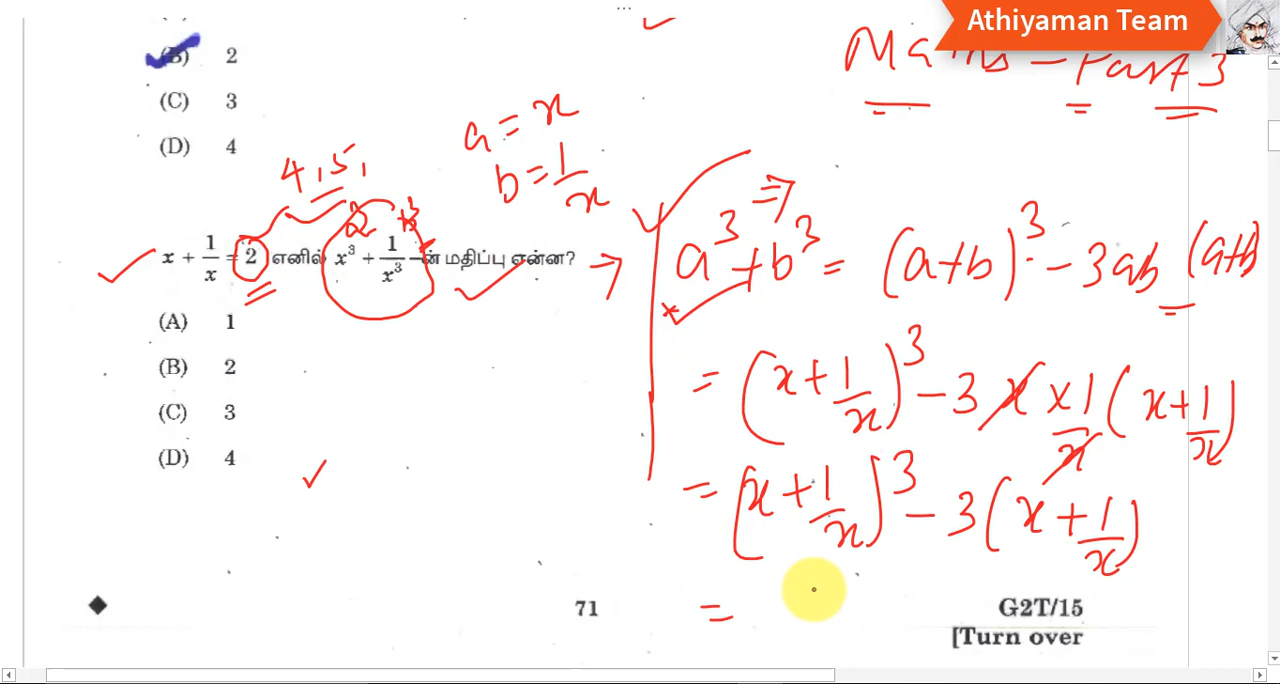 Athiyaman Team
Maths - Part 3
(B) 2
(C) 3
(D) 4
a = x
b = 1/x
4, 5,
2
x + 1/x = 2 எனில் x³ + 1/x³ -ன் மதிப்பு என்ன?
(A) 1
(B) 2
(C) 3
(D) 4
⇒
a³ + b³ = (a+b)³ - 3ab (a+b)
= (x + 1/x)³ - 3 x × 1/x (x + 1/x)
= (x + 1/x)³ - 3 (x + 1/x)
=
71
G2T/15
[Turn over